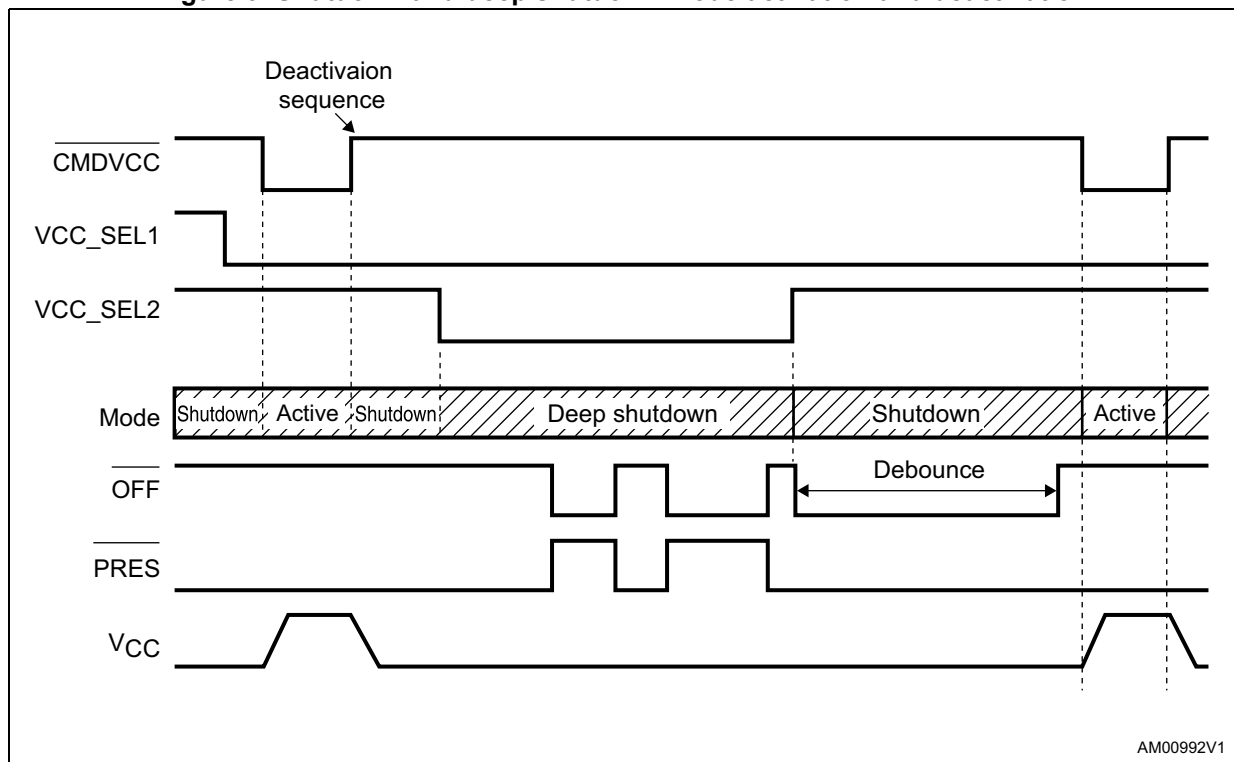 Deactivaion
sequence
CMDVCC
VCC_SEL1
VCC_SEL2
Mode Shutdown Active Shutdown Deep shutdown Shutdown Active
OFF
Debounce
PRES
VCC
AM00992V1